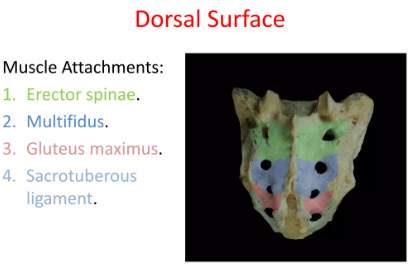 Dorsal Surface
Muscle Attachments:
1. Erector spinae.
2. Multifidus.
3. Gluteus maximus.
4. Sacrotuberous
ligament.